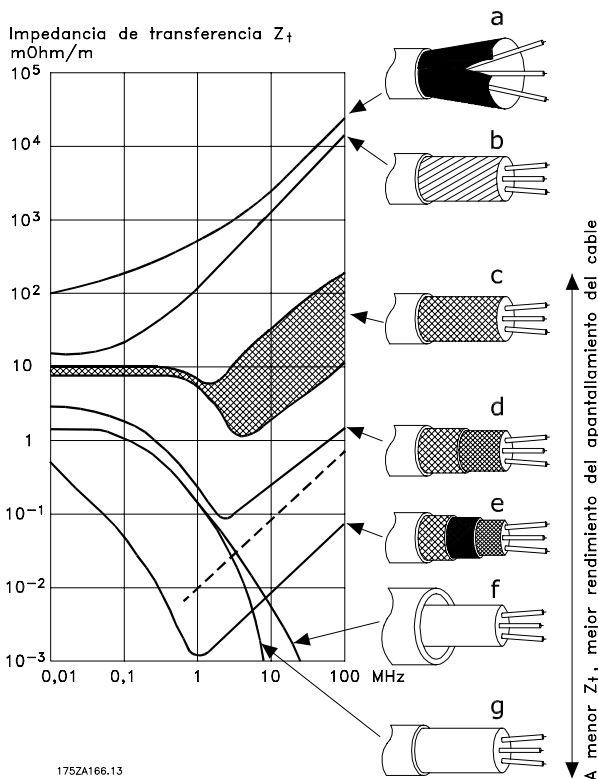 Impedancia de transferencia Zt
mOhm/m
10⁵
10⁴
10³
10²
10
1
10⁻¹
10⁻²
10⁻³
0,01 0,1 1 10 100 MHz
a
b
c
d
e
f
g
A menor Zt, mejor rendimiento del apantallamiento del cable
175ZA166.13